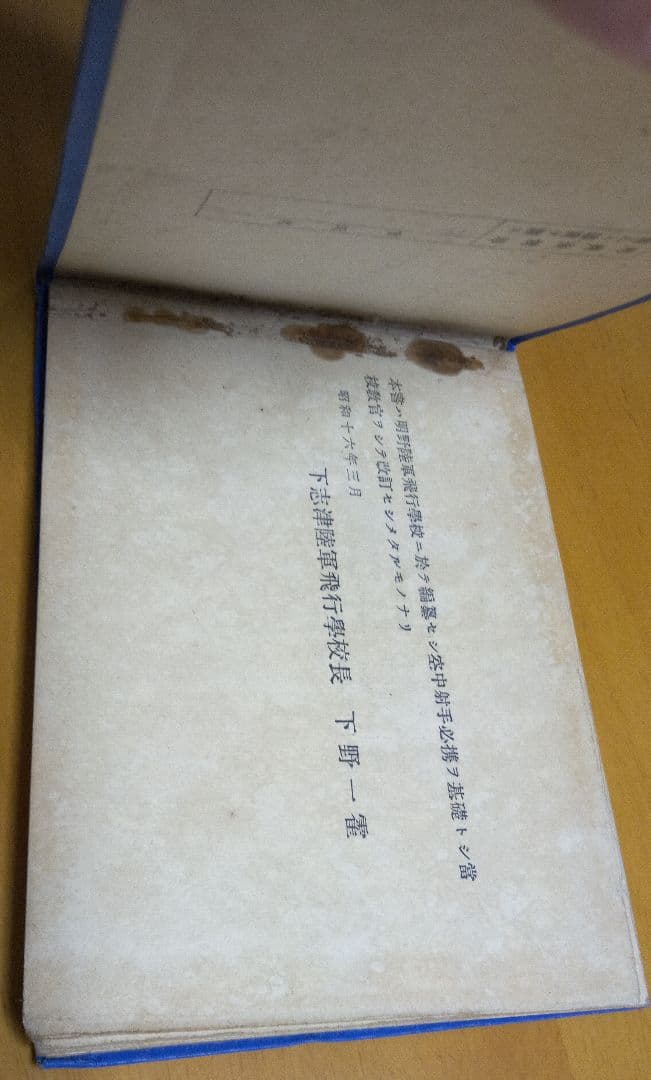 本書ハ明野陸軍飛行學校ニ於テ編纂セシ空中射手必携ヲ基礎トシ當
校敎官ヲシテ改訂セシメタルモノナリ
昭和十六年三月
下志津陸軍飛行學校長 下野一霍